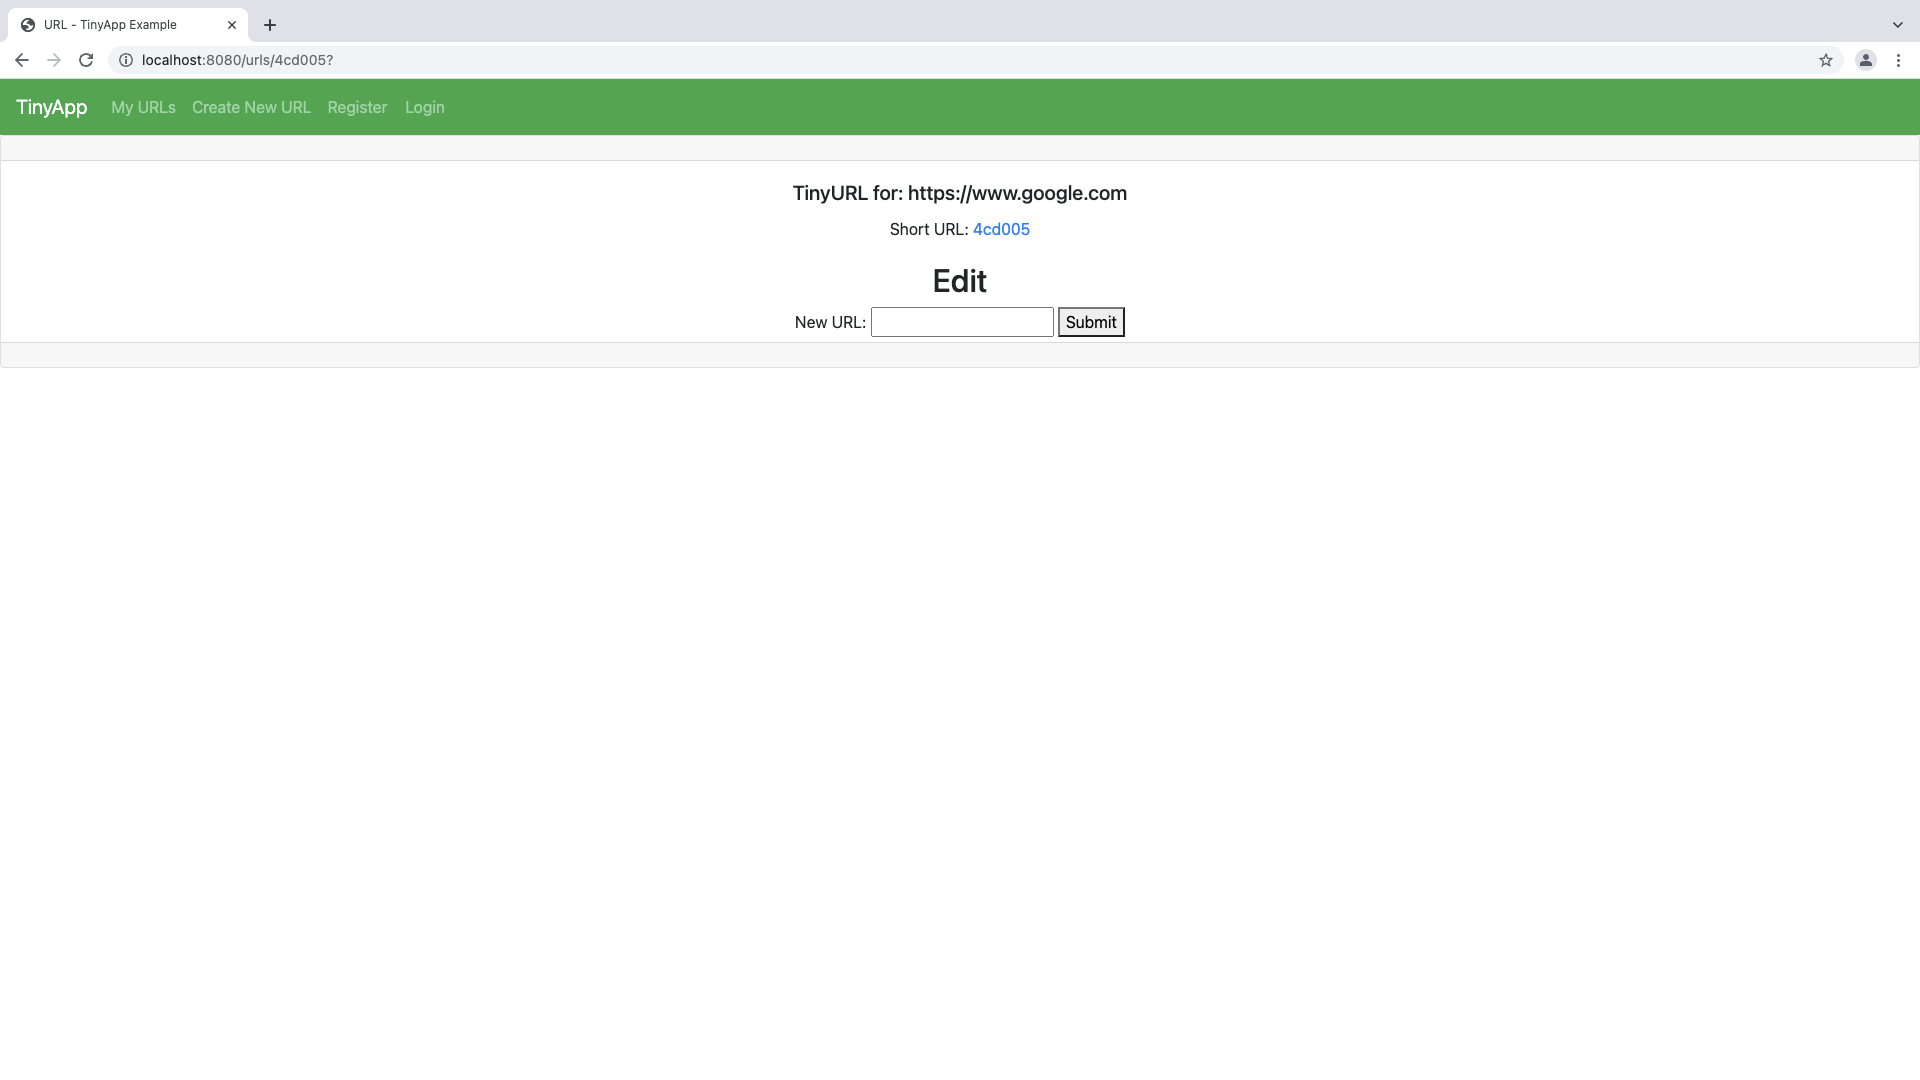 URL - TinyApp Example
localhost:8080/urls/4cd005?
TinyApp My URLs Create New URL Register Login
TinyURL for: https://www.google.com
Short URL: 4cd005
Edit
New URL: Submit